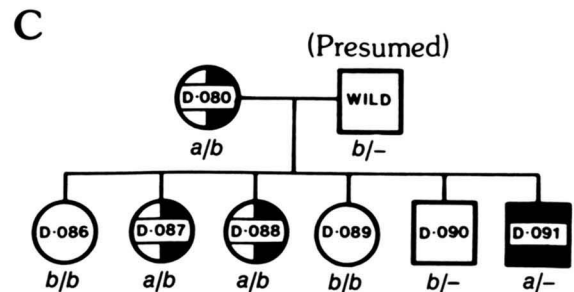 C
(Presumed)
D-080 WILD
a/b b/–
D-086 D-087 D-088 D-089 D-090 D-091
b/b a/b a/b b/b b/– a/–